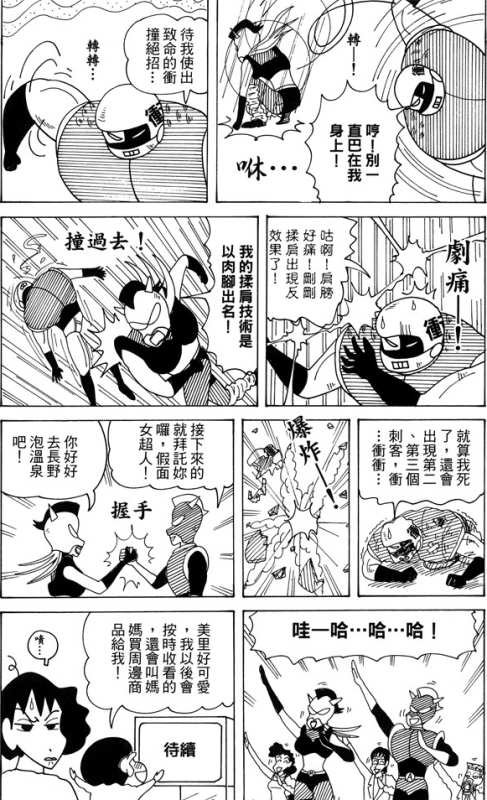 轉—!
哼!別一
直巴在我
身上!
衝
咻…
待我使出
致命的衝
撞絕招…
轉…
轉…
衝
劇痛—!
衝
咕啊!肩膀
好痛!剛剛
揉肩出現反
效果了!
我的揉肩技術是
以肉腳出名!
撞過去!
就算我死
了,還會
出現第二
、第三個
刺客,衝
…衝衝…
爆炸—!
接下來的
就拜託妳
囉,假面
女超人!
握手
你好好
去長野
泡溫泉
吧!
哇—哈…哈…哈!
美里好可愛
,我以後會
按時收看的
,還會叫媽
媽買周邊商
品給我!
待續
嘖…